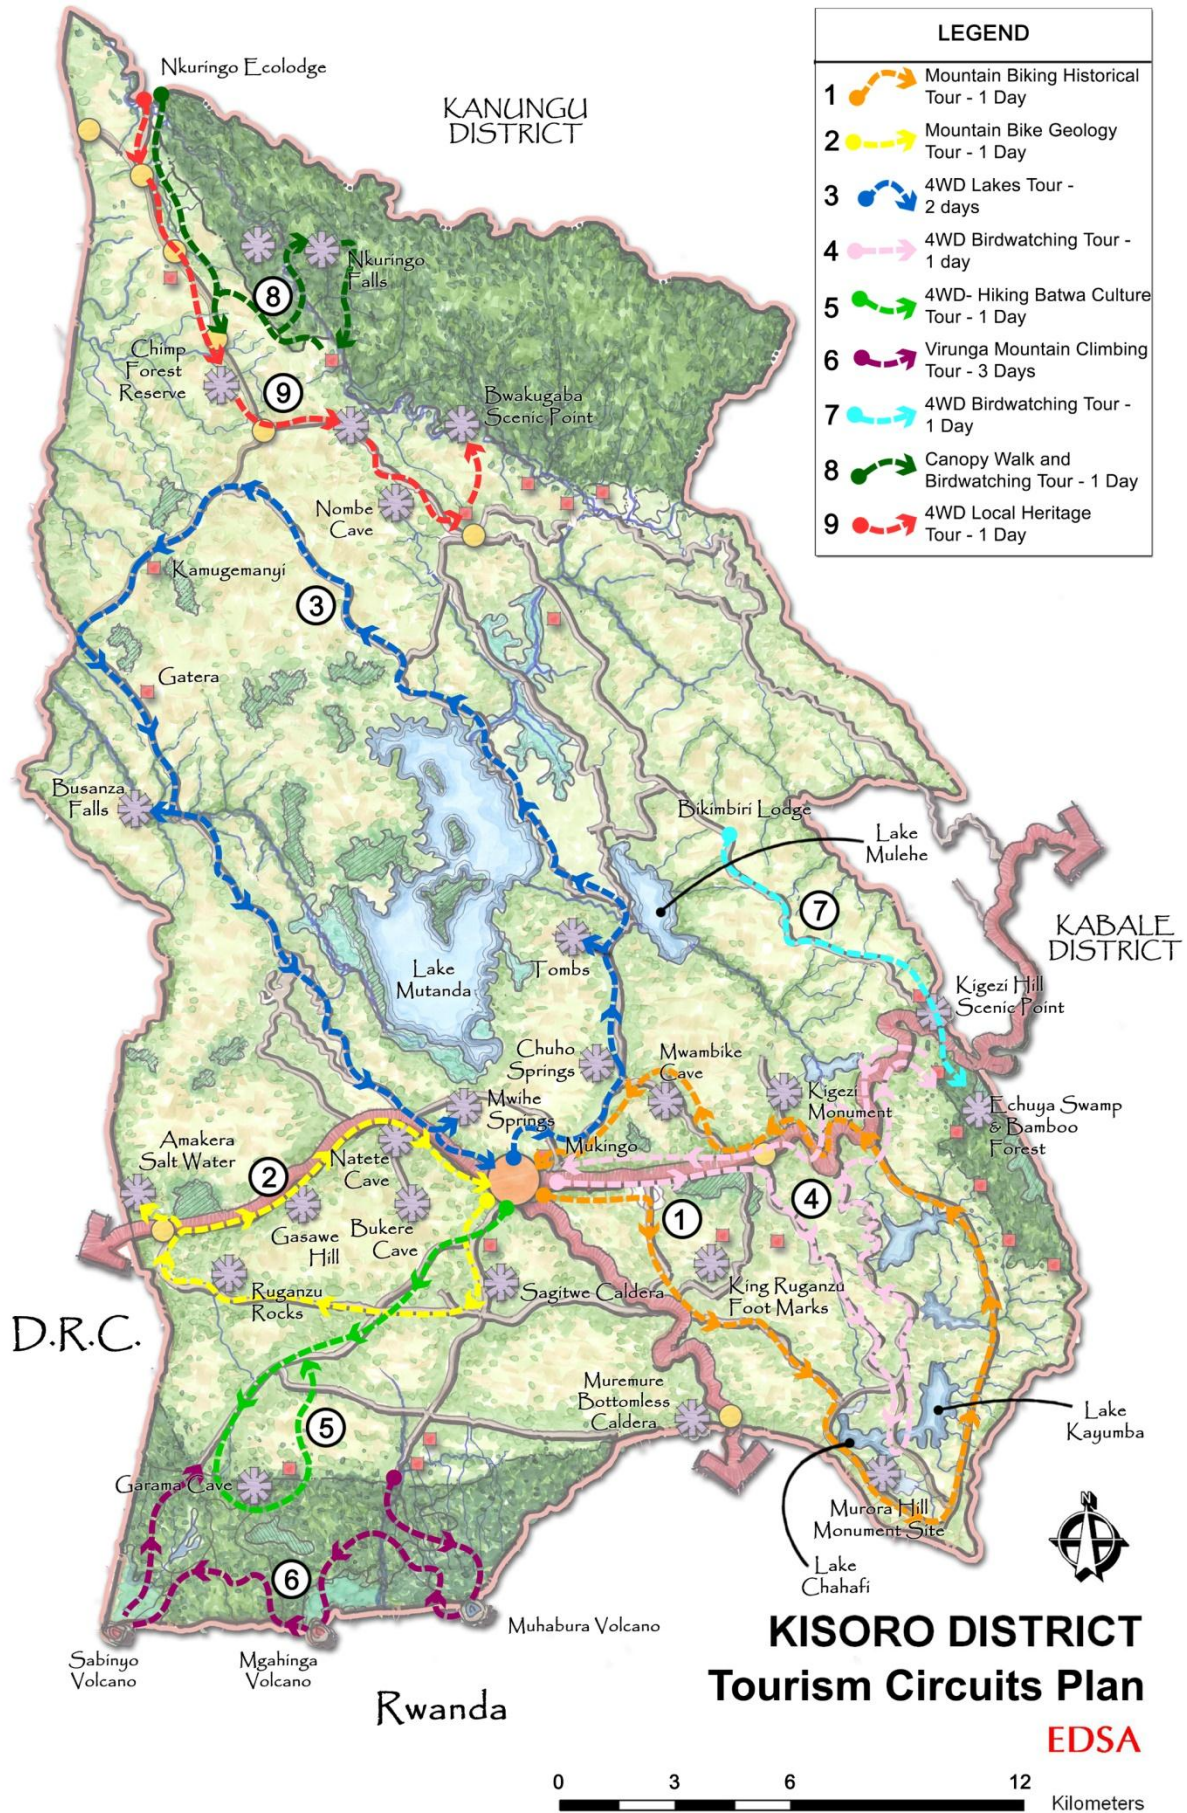 Nkuringo Ecolodge
KANUNGU
DISTRICT
LEGEND
1 Mountain Biking Historical
Tour - 1 Day
2 Mountain Bike Geology
Tour - 1 Day
3 4WD Lakes Tour -
2 days
4 4WD Birdwatching Tour -
1 day
5 4WD- Hiking Batwa Culture
Tour - 1 Day
6 Virunga Mountain Climbing
Tour - 3 Days
7 4WD Birdwatching Tour -
1 Day
8 Canopy Walk and
Birdwatching Tour - 1 Day
9 4WD Local Heritage
Tour - 1 Day
Nkuringo
Falls
8
Chimp
Forest
Reserve
9
Bwakugaba
Scenic Point
Nombe
Cave
Kamugemanyi
3
Gatera
Busanza
Falls
Bikimbiri Lodge
Lake
Mulehe
7
KABALE
DISTRICT
Tombs
Lake
Mutanda
Kigezi Hill
Scenic Point
Chuho
Springs
Mwambike
Cave
Mwihe
Springs
Kigezi
Monument
Echuya Swamp
& Bamboo
Forest
Mukingo
Amakera
Salt Water
2
Natete
Cave
4
1
Gasawe
Hill
Bukere
Cave
Ruganzu
Rocks
Sagitwe Caldera
King Ruganzu
Foot Marks
D.R.C.
Muremure
Bottomless
Caldera
5
Lake
Kayumba
Garama Cave
Murora Hill
Monument Site
N
Lake
Chahafi
6
Muhabura Volcano
Sabinyo
Volcano
Mgahinga
Volcano
Rwanda
KISORO DISTRICT
Tourism Circuits Plan
EDSA
0 3 6 12
Kilometers